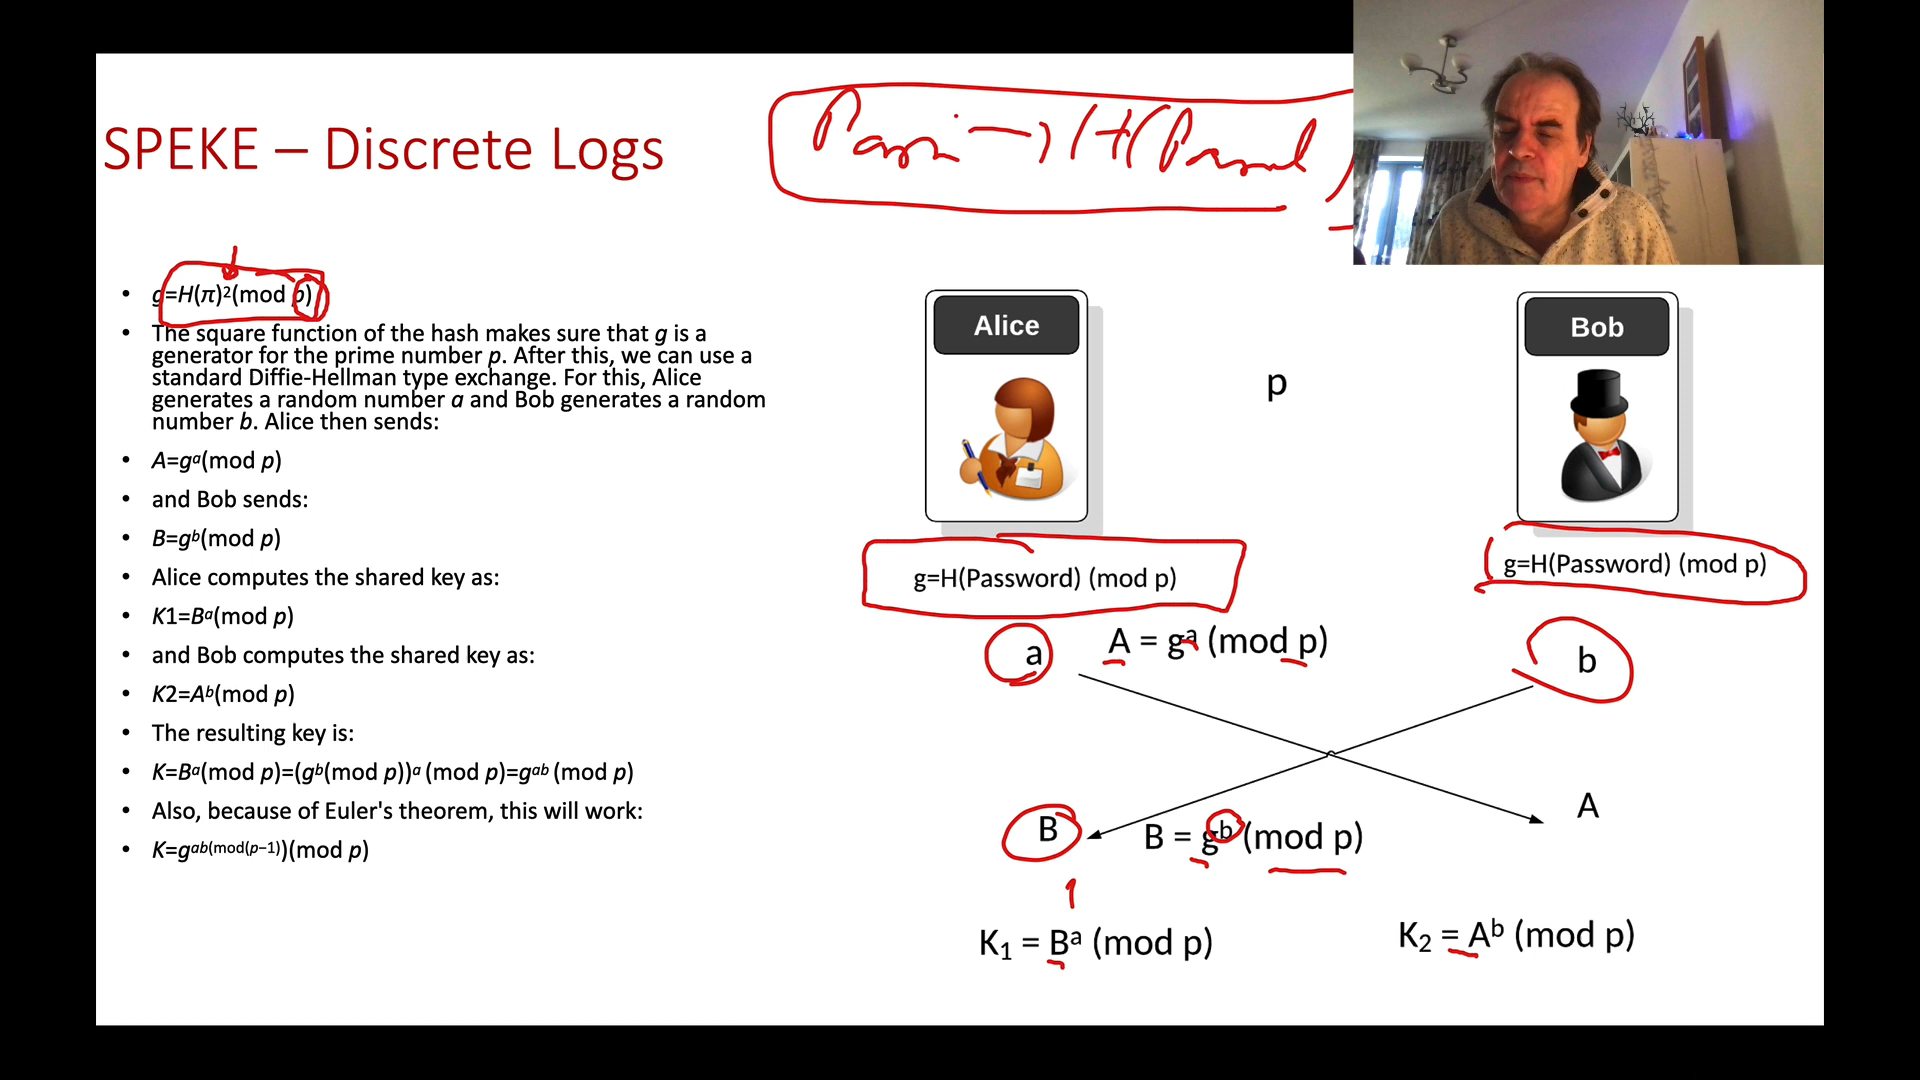 SPEKE – Discrete Logs
• g=H(π)²(mod p)
• The square function of the hash makes sure that g is a
generator for the prime number p. After this, we can use a
standard Diffie-Hellman type exchange. For this, Alice
generates a random number a and Bob generates a random
number b. Alice then sends:
• A=gᵃ(mod p)
• and Bob sends:
• B=gᵇ(mod p)
• Alice computes the shared key as:
• K1=Bᵃ(mod p)
• and Bob computes the shared key as:
• K2=Aᵇ(mod p)
• The resulting key is:
• K=Bᵃ(mod p)=(gᵇ(mod p))ᵃ (mod p)=gᵃᵇ (mod p)
• Also, because of Euler's theorem, this will work:
• K=gᵃᵇ⁽ᵐᵒᵈ⁽ᵖ⁻¹⁾⁾(mod p)
Alice
Bob
p
g=H(Password) (mod p)
g=H(Password) (mod p)
a
A = gᵃ (mod p)
b
B
B = gᵇ (mod p)
A
K₁ = Bᵃ (mod p)
K₂ = Aᵇ (mod p)